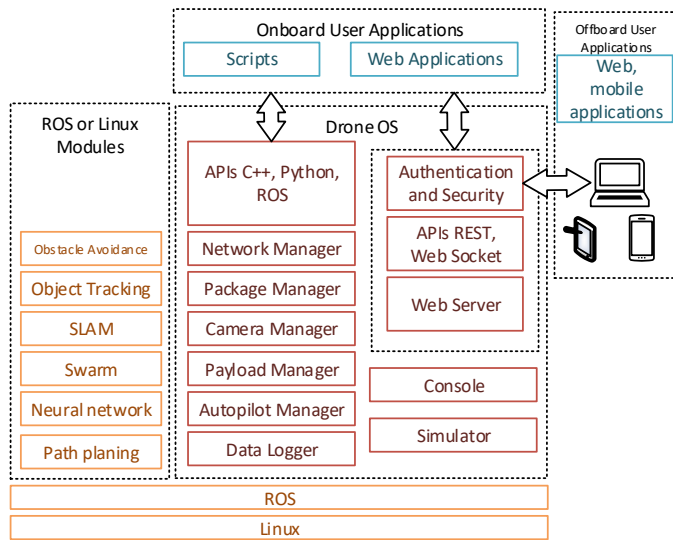 Onboard User Applications
Scripts
Web Applications
Offboard User
Applications
Web,
mobile
applications
ROS or Linux
Modules
Obstacle Avoidance
Object Tracking
SLAM
Swarm
Neural network
Path planing
Drone OS
APIs C++, Python,
ROS
Network Manager
Package Manager
Camera Manager
Payload Manager
Autopilot Manager
Data Logger
Authentication
and Security
APIs REST,
Web Socket
Web Server
Console
Simulator
ROS
Linux